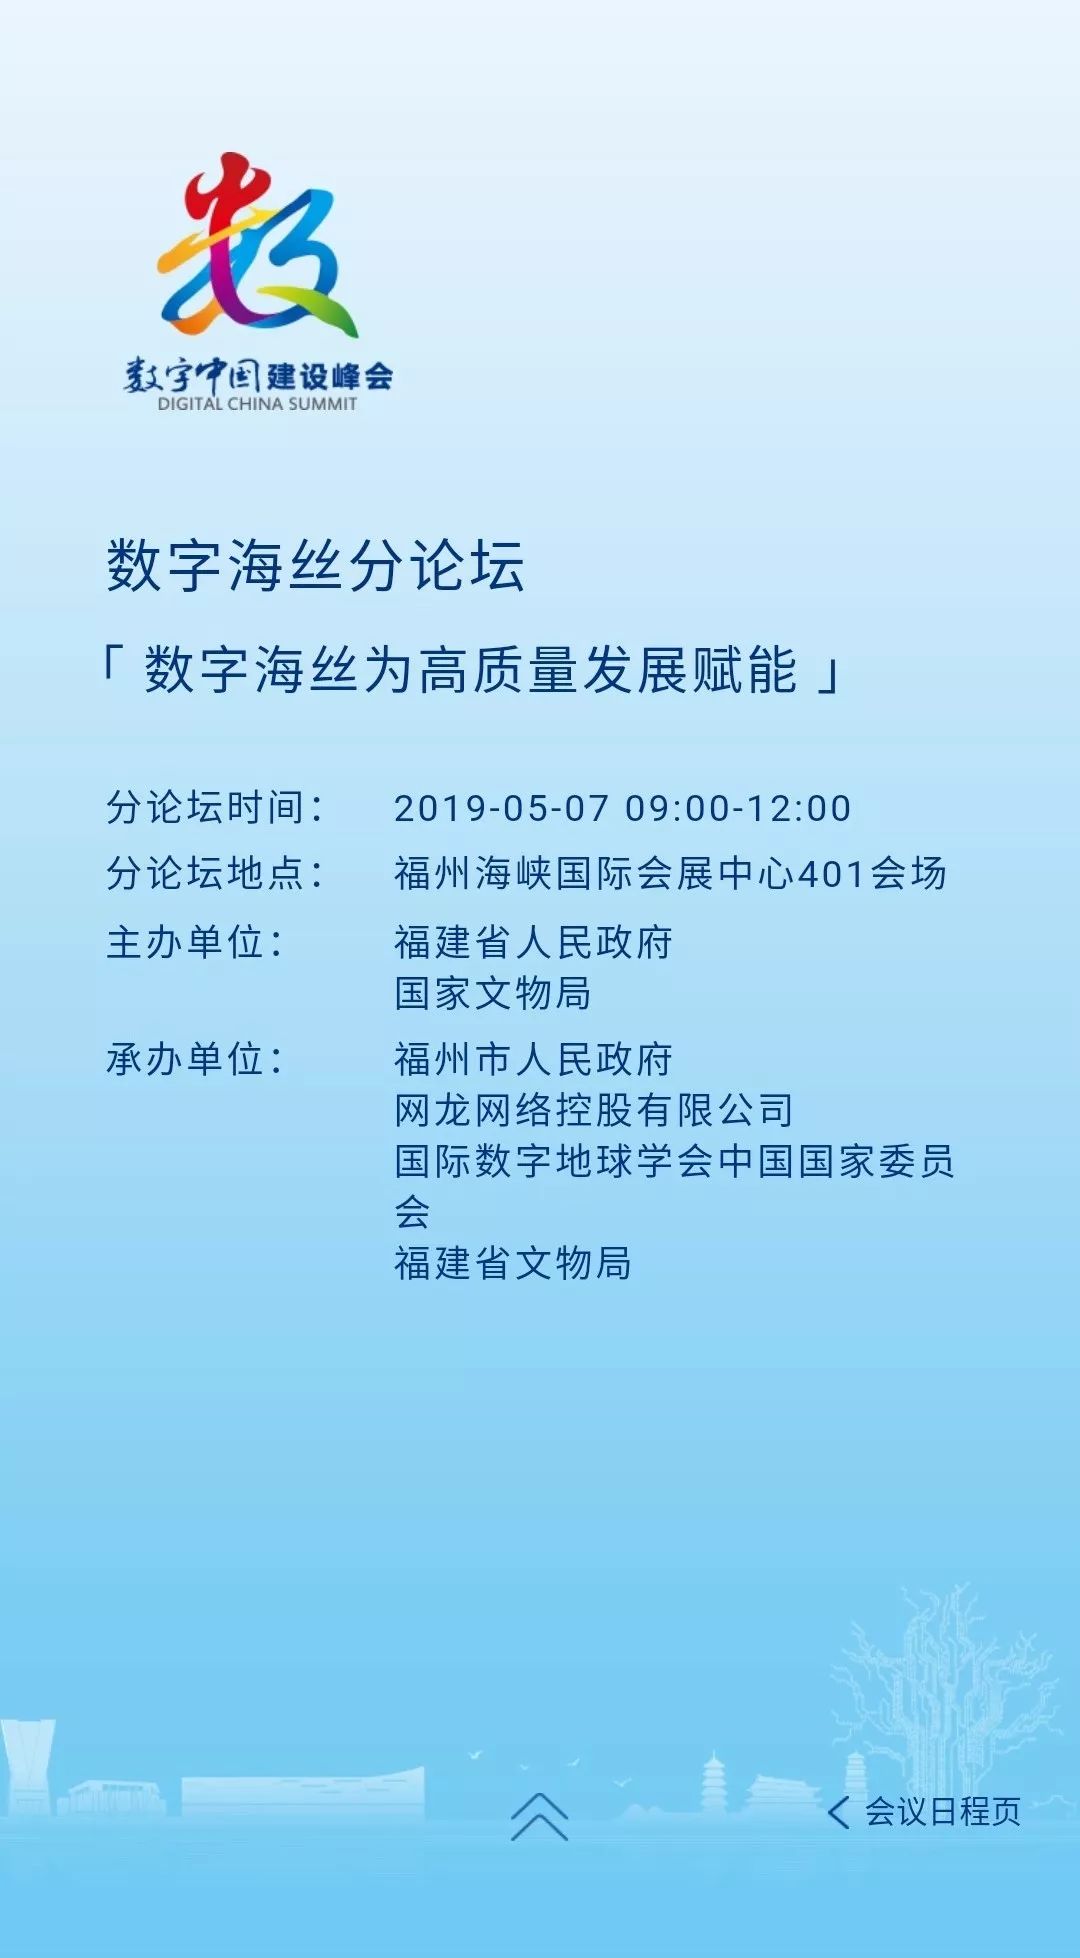 数字中国建设峰会
DIGITAL CHINA SUMMIT
数字海丝分论坛
「 数字海丝为高质量发展赋能 」
分论坛时间： 2019-05-07 09:00-12:00
分论坛地点： 福州海峡国际会展中心401会场
主办单位： 福建省人民政府
国家文物局
承办单位： 福州市人民政府
网龙网络控股有限公司
国际数字地球学会中国国家委员
会
福建省文物局
会议日程页